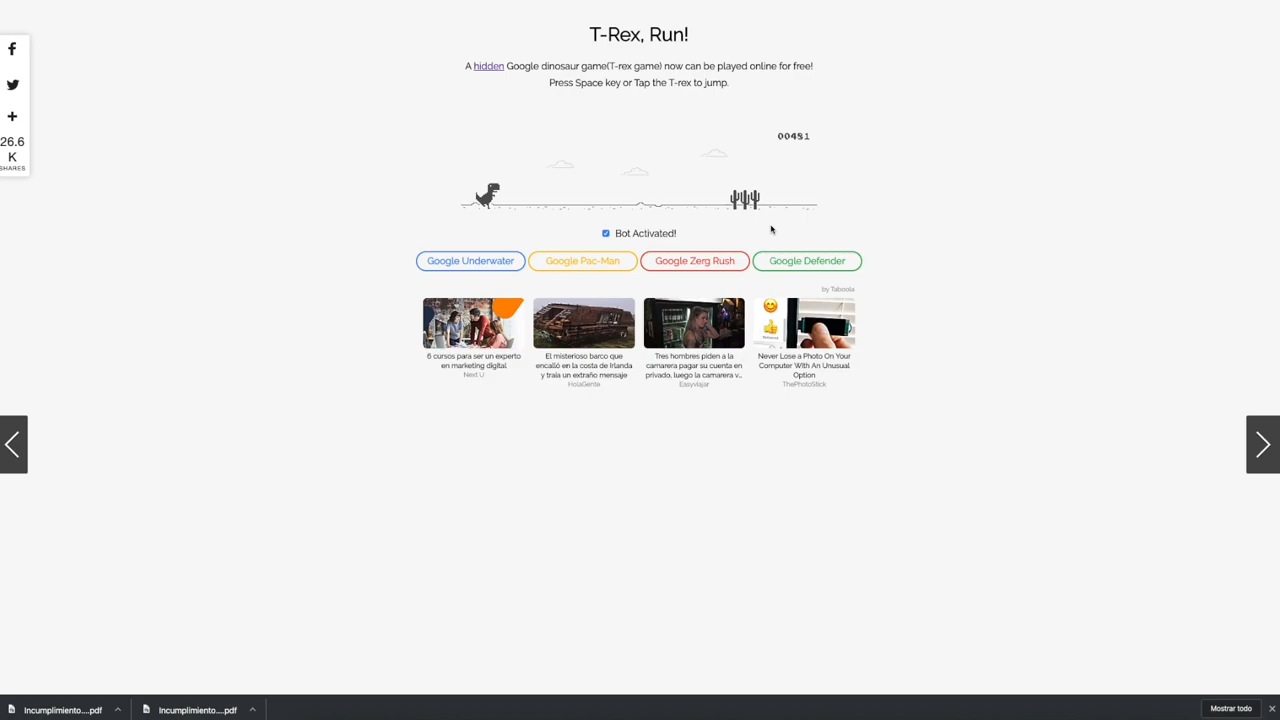 T-Rex, Run!
A hidden Google dinosaur game(T-rex game) now can be played online for free!
Press Space key or Tap the T-rex to jump.
26.6
K
SHARES
00481
Bot Activated!
Google Underwater
Google Pac-Man
Google Zerg Rush
Google Defender
by Taboola
6 cursos para ser un experto
en marketing digital
Next U
El misterioso barco que
encalló en la costa de Irlanda
y traía un extraño mensaje
HolaGente
Tres hombres piden a la
camarera pagar su cuenta en
privado, luego la camarera v...
Easyviajar
Never Lose a Photo On Your
Computer With An Unusual
Option
ThePhotoStick
Incumplimiento....pdf
Incumplimiento....pdf
Mostrar todo